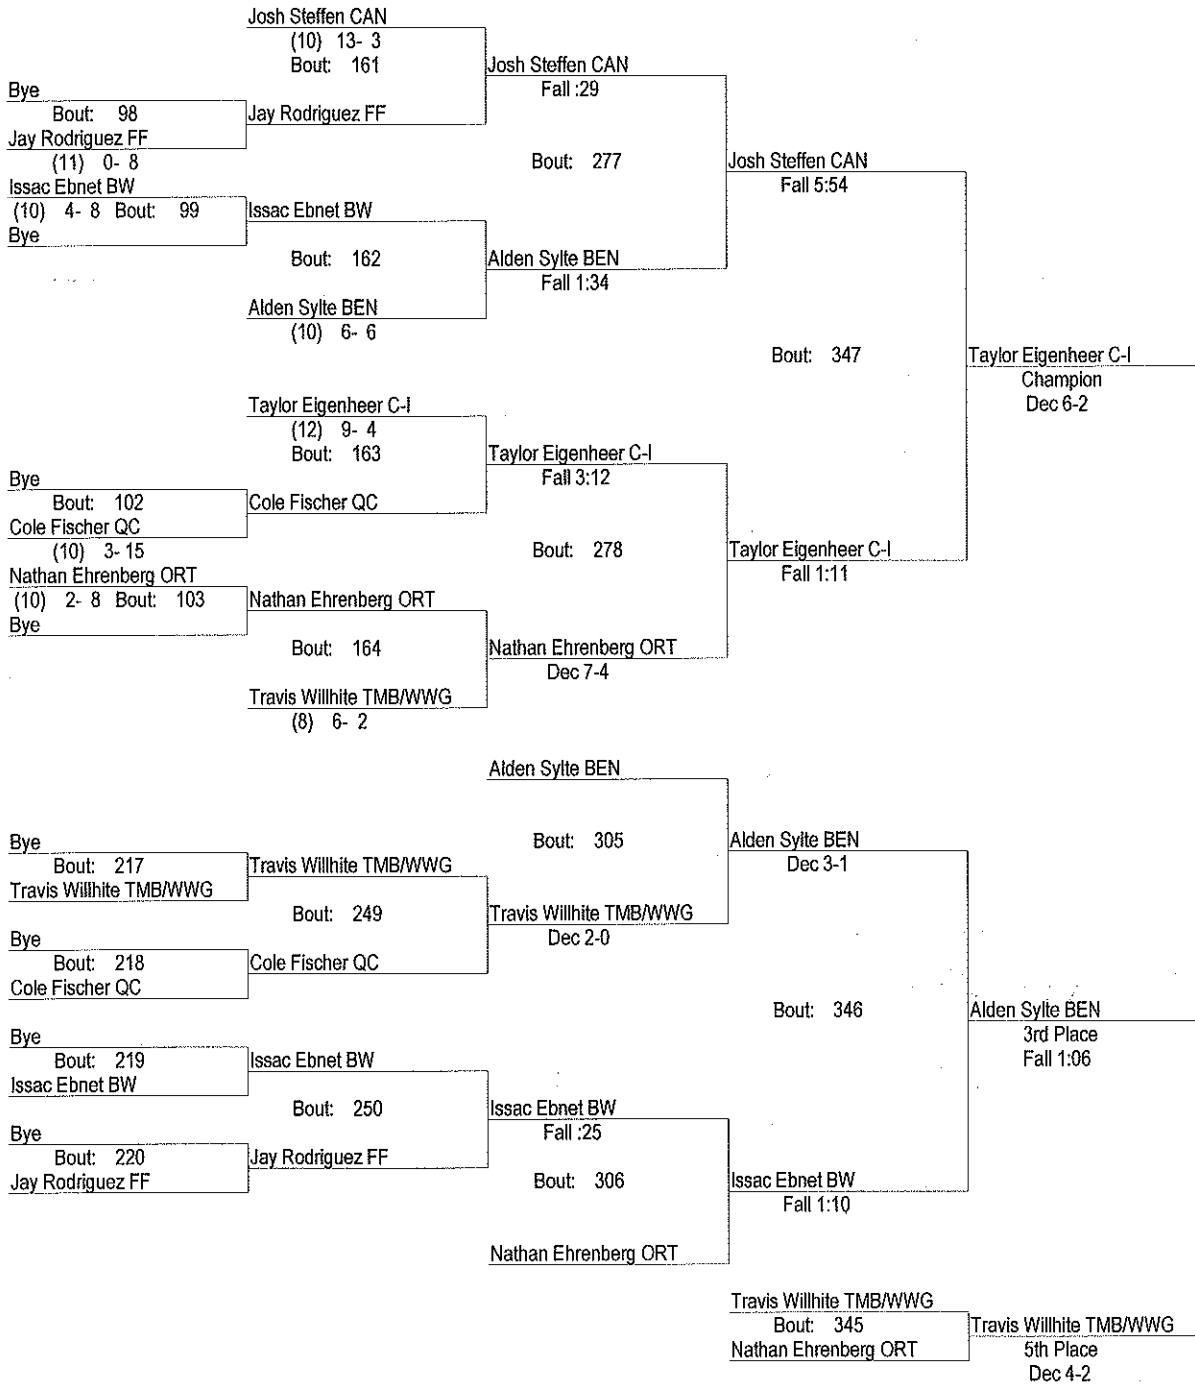 Josh Steffen CAN
(10) 13- 3
Bout: 161
Josh Steffen CAN
Fall :29
Bye
Bout: 98
Jay Rodriguez FF
Jay Rodriguez FF
(11) 0- 8
Bout: 277
Josh Steffen CAN
Fall 5:54
Issac Ebnet BW
(10) 4- 8 Bout: 99
Issac Ebnet BW
Bye
Bout: 162
Alden Sylte BEN
Fall 1:34
Alden Sylte BEN
(10) 6- 6
Bout: 347
Taylor Eigenheer C-I
Champion
Dec 6-2
Taylor Eigenheer C-I
(12) 9- 4
Bout: 163
Taylor Eigenheer C-I
Fall 3:12
Bye
Bout: 102
Cole Fischer QC
Cole Fischer QC
(10) 3- 15
Bout: 278
Taylor Eigenheer C-I
Fall 1:11
Nathan Ehrenberg ORT
(10) 2- 8 Bout: 103
Nathan Ehrenberg ORT
Bye
Bout: 164
Nathan Ehrenberg ORT
Dec 7-4
Travis Willhite TMB/WWG
(8) 6- 2
Alden Sylte BEN
Bout: 305
Alden Sylte BEN
Dec 3-1
Bye
Bout: 217
Travis Willhite TMB/WWG
Travis Willhite TMB/WWG
Bout: 249
Travis Willhite TMB/WWG
Dec 2-0
Bye
Bout: 218
Cole Fischer QC
Cole Fischer QC
Bout: 346
Alden Sylte BEN
3rd Place
Fall 1:06
Bye
Bout: 219
Issac Ebnet BW
Issac Ebnet BW
Bout: 250
Issac Ebnet BW
Fall :25
Bye
Bout: 220
Jay Rodriguez FF
Jay Rodriguez FF
Bout: 306
Issac Ebnet BW
Fall 1:10
Nathan Ehrenberg ORT
Travis Willhite TMB/WWG
Bout: 345
Travis Willhite TMB/WWG
Nathan Ehrenberg ORT
5th Place
Dec 4-2